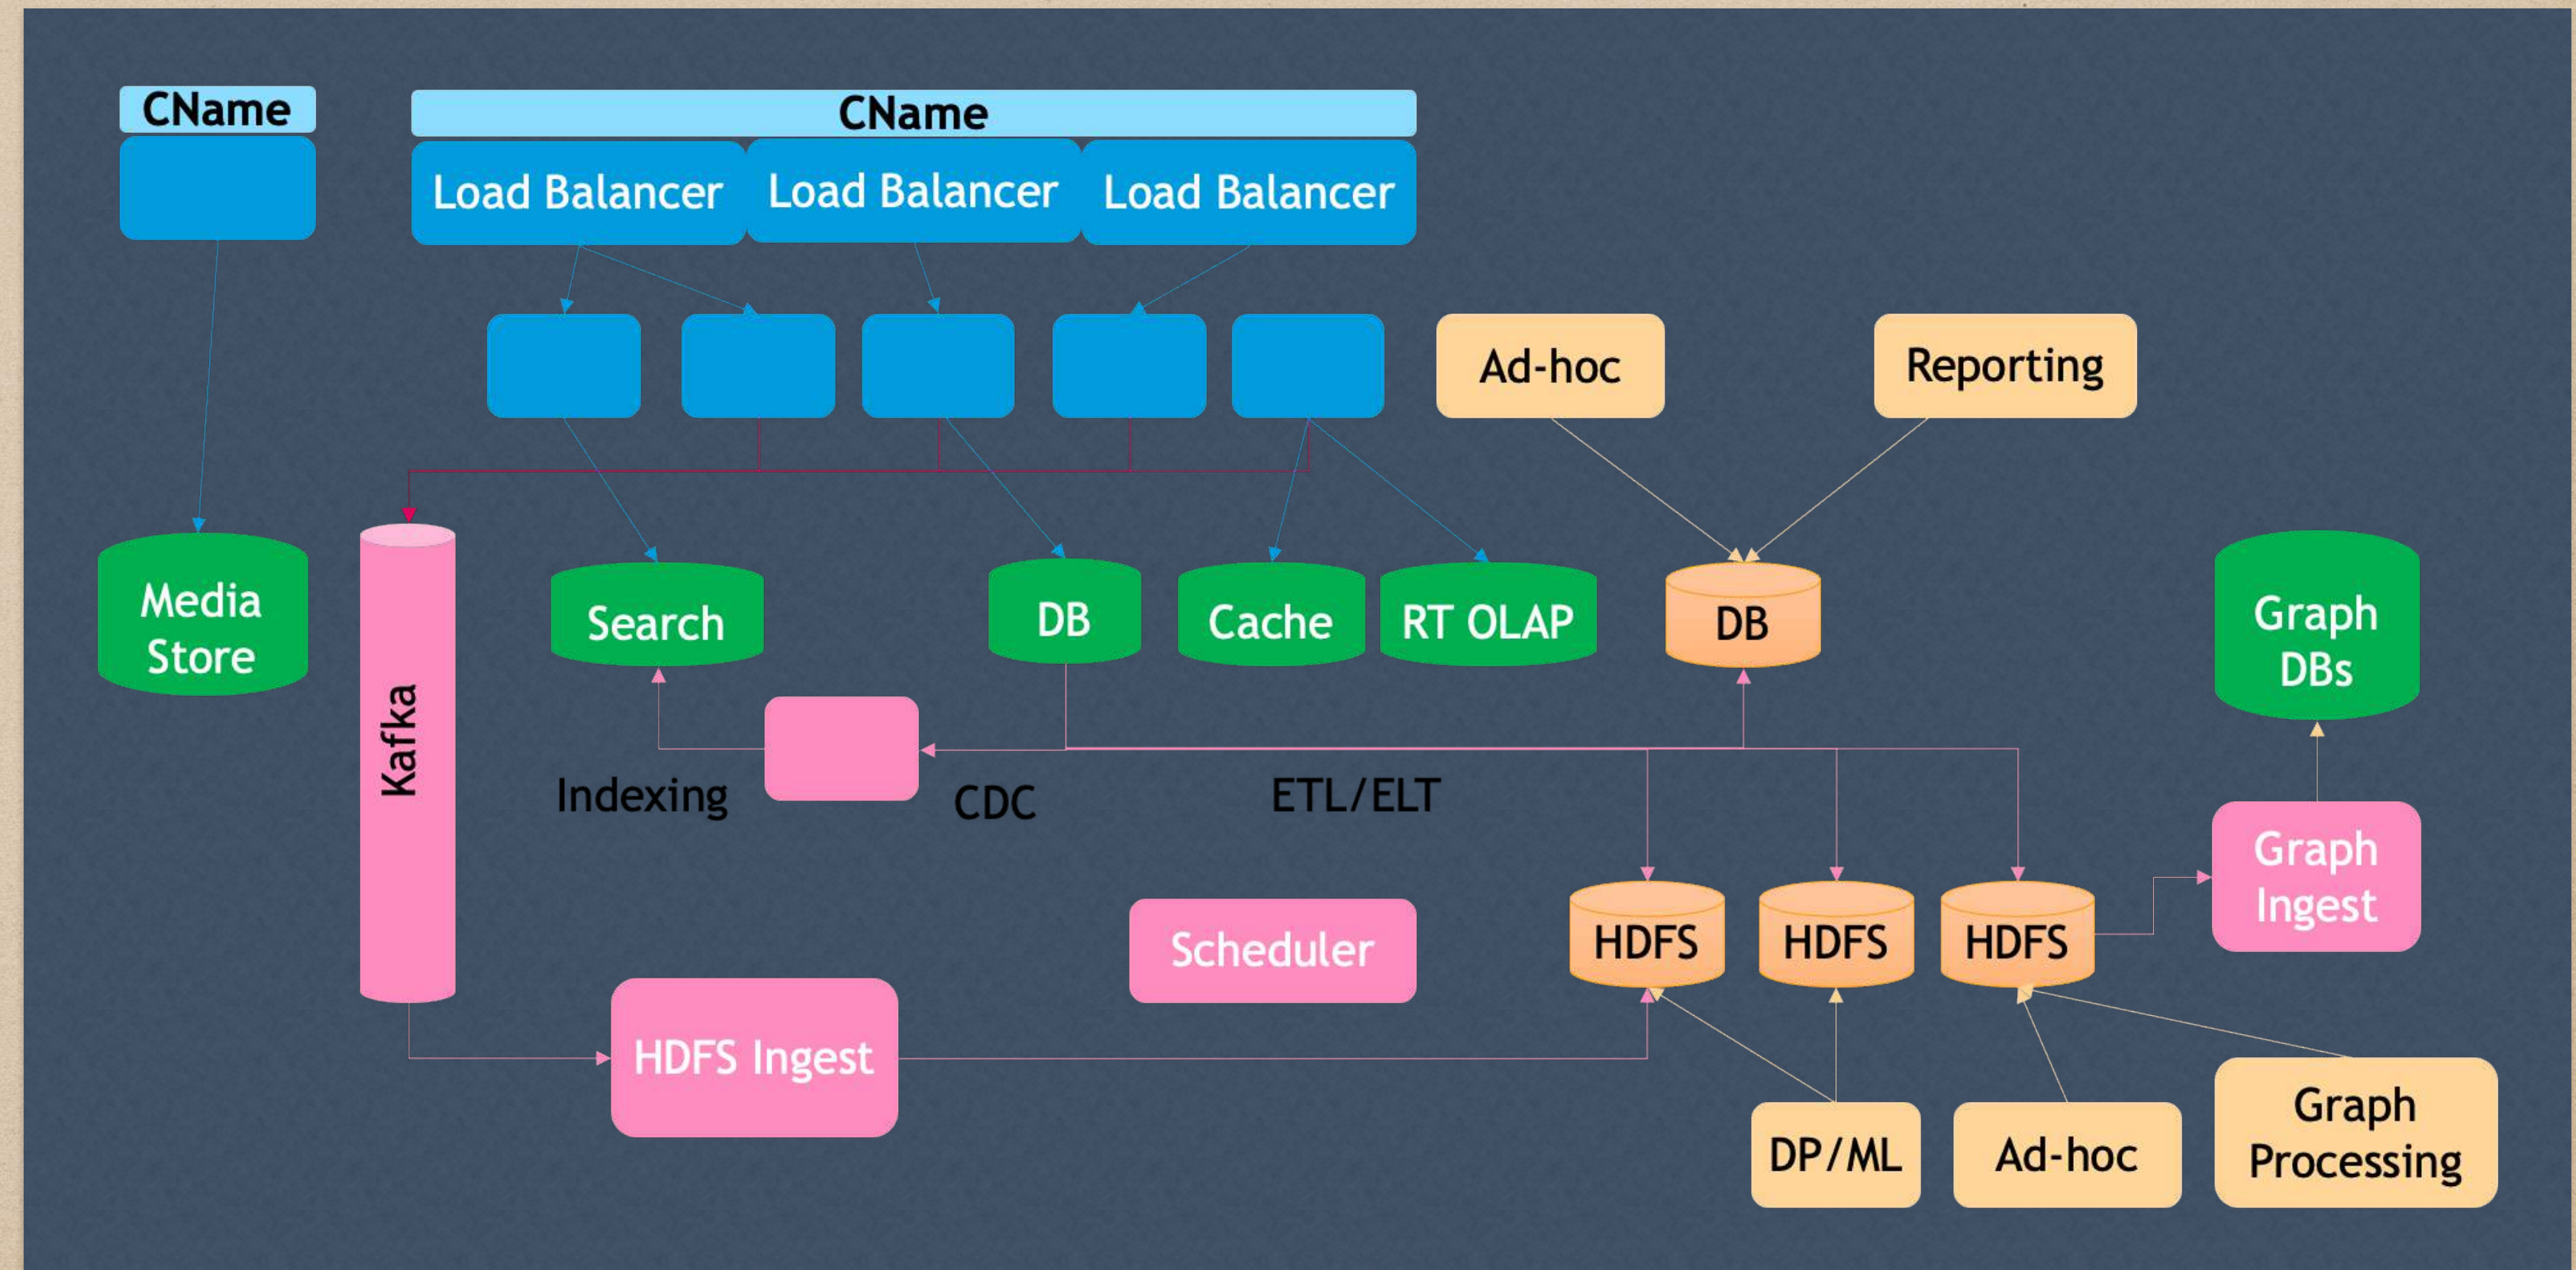 CName
CName
Load Balancer
Load Balancer
Load Balancer
Ad-hoc
Reporting
Media
Store
Kafka
Search
DB
Cache
RT OLAP
DB
Graph
DBs
Indexing
CDC
ETL/ELT
Graph
Ingest
Scheduler
HDFS
HDFS
HDFS
HDFS Ingest
DP/ML
Ad-hoc
Graph
Processing